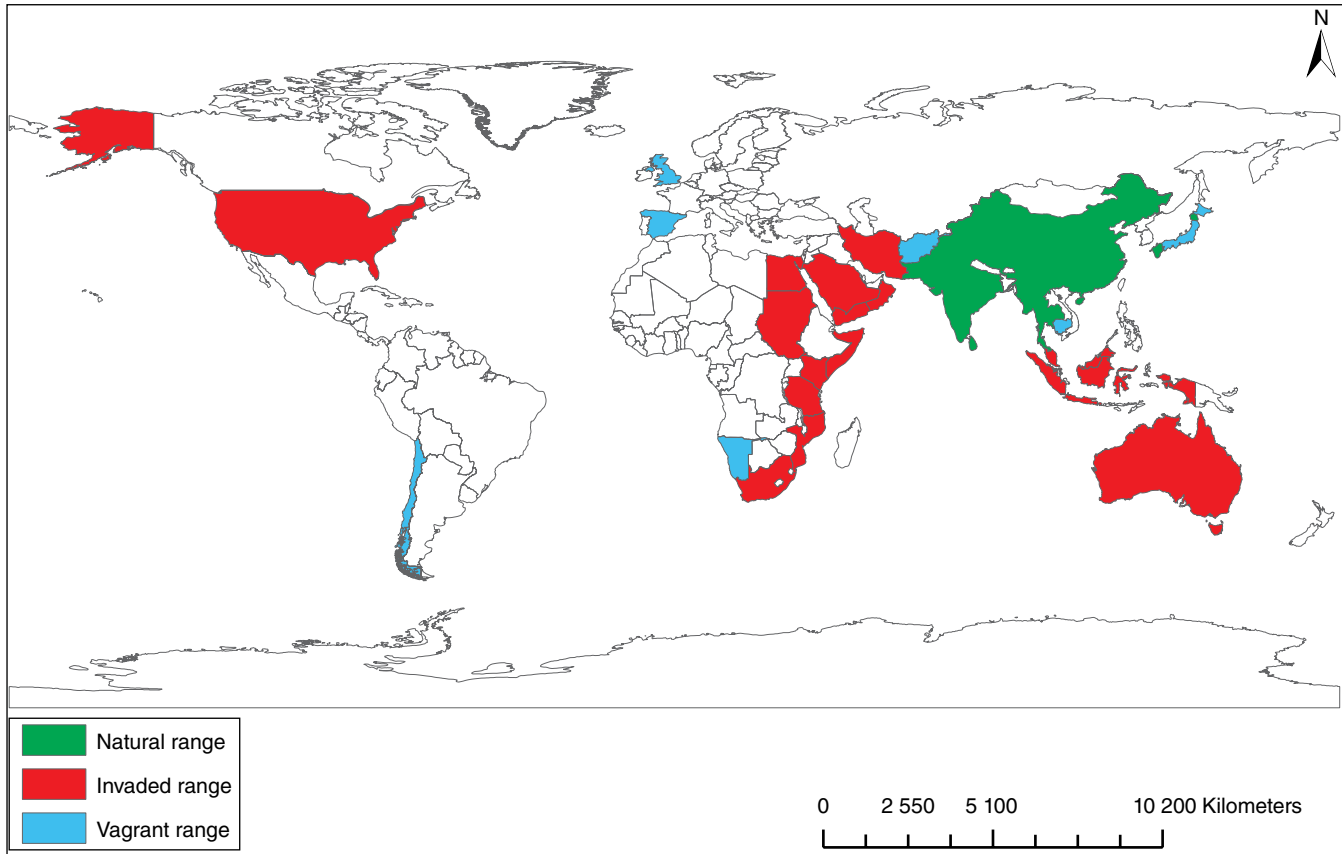 N
Natural range
Invaded range
Vagrant range
0 2 550 5 100 10 200 Kilometers